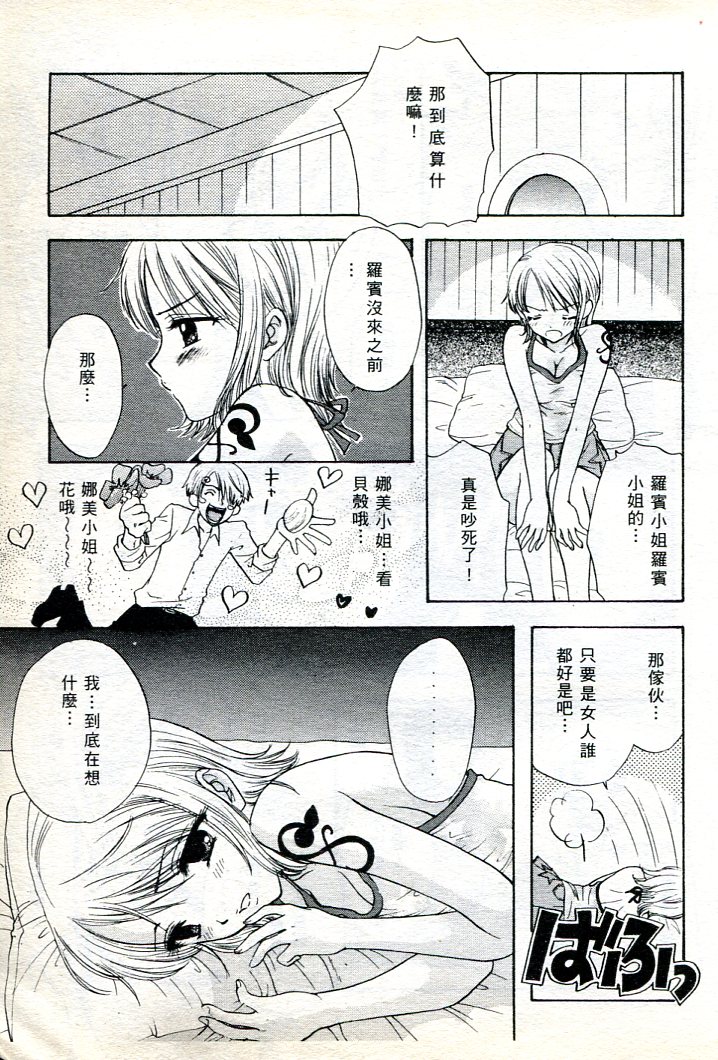 那到底算什
麼嘛！
羅賓小姐羅賓
小姐的…
真是吵死了！
羅賓沒來之前
…
那麼…
キャー
娜美小姐…看
貝殼哦…
娜美小姐～～
花哦～～～～
那傢伙…
只要是女人誰
都好是吧…
ばふっ
………
我…到底在想
什麼…